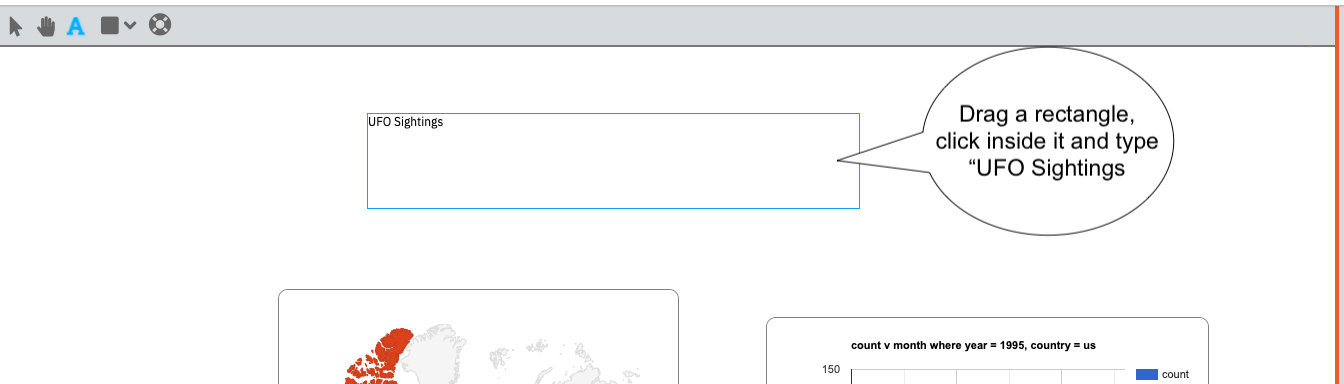 A
UFO Sightings
Drag a rectangle,
click inside it and type
“UFO Sightings
count v month where year = 1995, country = us
150
count